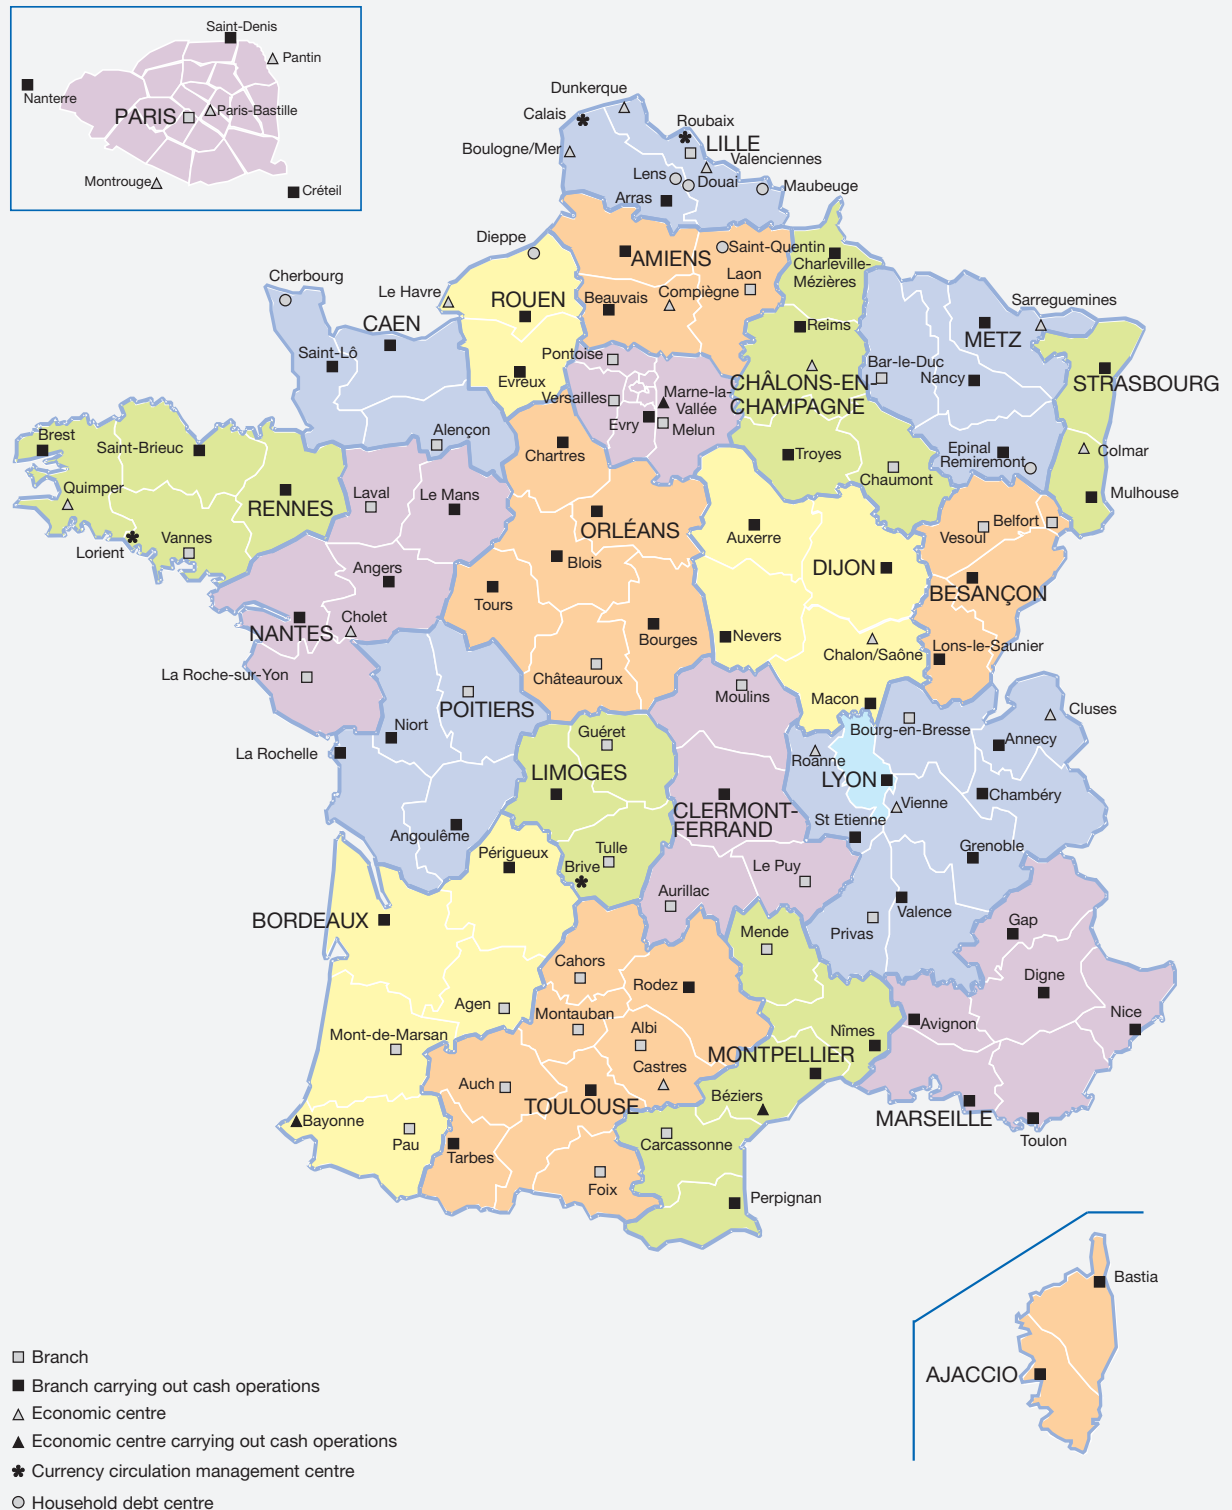 Saint-Denis
Pantin
Nanterre
PARIS
Paris-Bastille
Montrouge
Créteil
Dunkerque
Calais
Roubaix
LILLE
Boulogne/Mer
Valenciennes
Lens
Douai
Maubeuge
Arras
Dieppe
AMIENS
Saint-Quentin
Charleville-
Mézières
Cherbourg
Laon
Le Havre
ROUEN
Beauvais
Compiègne
Sarreguemines
CAEN
Reims
METZ
Saint-Lô
Pontoise
Bar-le-Duc
Evreux
Nancy
CHÂLONS-EN-
CHAMPAGNE
STRASBOURG
Versailles
Marne-la-
Vallée
Evry
Melun
Brest
Alençon
Saint-Brieuc
Chartres
Troyes
Epinal
Remiremont
Colmar
Chaumont
Quimper
Laval
Le Mans
Mulhouse
RENNES
ORLÉANS
Auxerre
Vesoul
Belfort
Lorient
Vannes
Blois
DIJON
Angers
BESANÇON
Tours
Cholet
NANTES
Bourges
Nevers
Chalon/Saône
Lons-le-Saunier
La Roche-sur-Yon
Châteauroux
Moulins
Macon
POITIERS
Cluses
Niort
Guéret
Bourg-en-Bresse
Annecy
La Rochelle
Roanne
LIMOGES
LYON
Chambéry
Vienne
CLERMONT-
FERRAND
St Etienne
Angoulême
Grenoble
Périgueux
Tulle
Brive
Le Puy
Aurillac
Valence
BORDEAUX
Privas
Gap
Mende
Cahors
Rodez
Digne
Agen
Montauban
Nice
Albi
Avignon
Mont-de-Marsan
Nîmes
MONTPELLIER
Castres
Auch
Béziers
TOULOUSE
MARSEILLE
Bayonne
Toulon
Pau
Carcassonne
Tarbes
Foix
Perpignan
Bastia
AJACCIO
Branch
Branch carrying out cash operations
Economic centre
Economic centre carrying out cash operations
Currency circulation management centre
Household debt centre